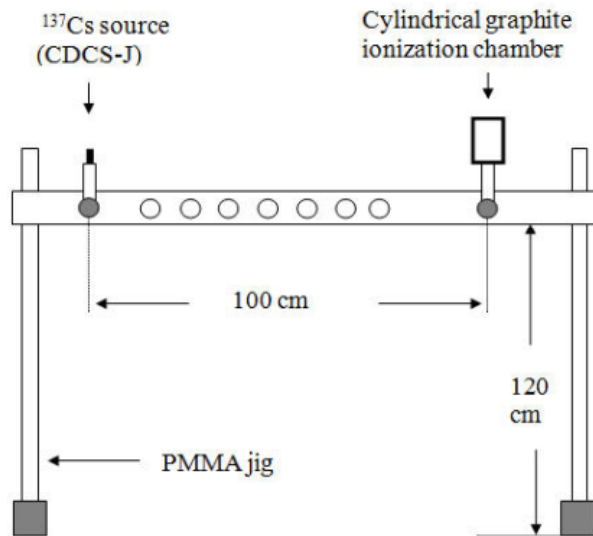 ¹³⁷Cs source
(CDCS-J)
Cylindrical graphite
ionization chamber
100 cm
120
cm
PMMA jig